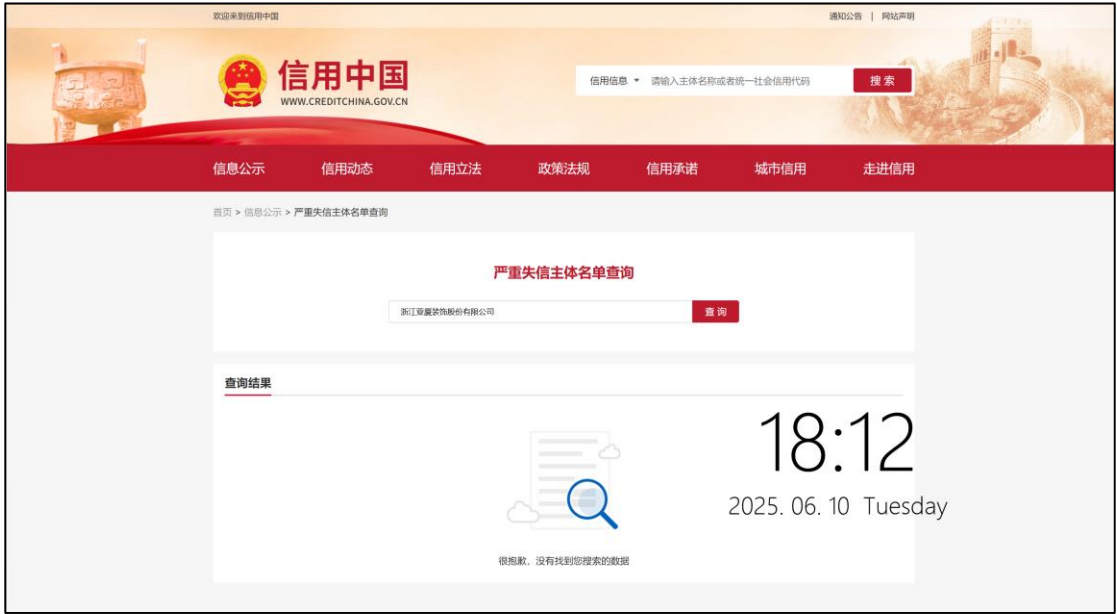 欢迎来到信用中国
通知公告 | 网站声明
信用中国
WWW.CREDITCHINA.GOV.CN
信用信息 请输入主体名称或者统一社会信用代码 搜索
信息公示 信用动态 信用立法 政策法规 信用承诺 城市信用 走进信用
首页 > 信息公示 > 严重失信主体名单查询
严重失信主体名单查询
浙江亚厦装饰股份有限公司 查询
查询结果
18:12
2025. 06. 10 Tuesday
很抱歉，没有找到您搜索的数据